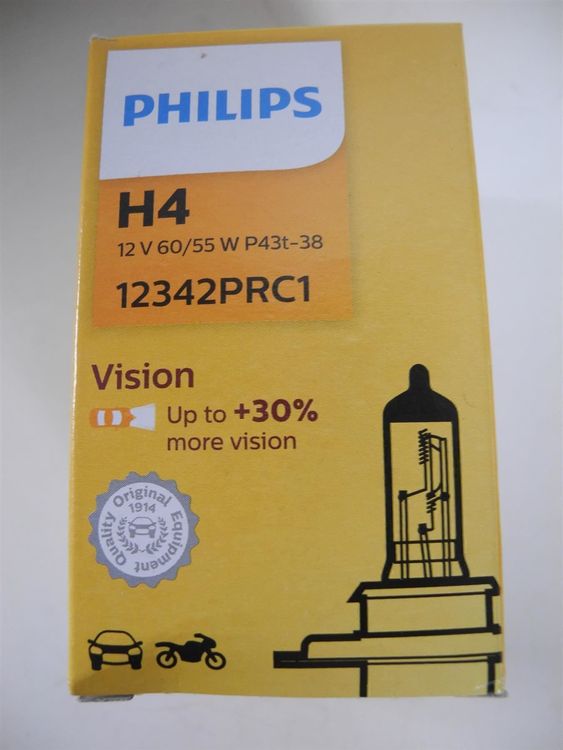 PHILIPS
H4
12 V 60/55 W P43t-38
12342PRC1
Vision
Up to +30%
more vision
Original
Equipment
Quality
1914